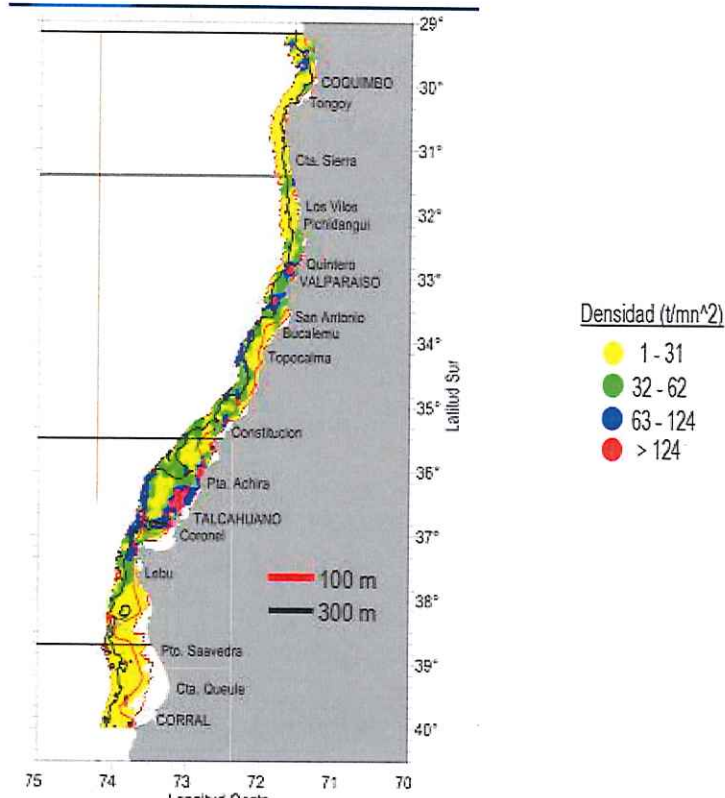 29°
COQUIMBO
30°
Tongoy
31°
Cta. Sierra
Los Vilos
32°
Pichidangui
Quintero
33°
VALPARAISO
San Antonio
Bucalemu
34°
Topocalma
35°
Constitucion
36°
Pta. Achira
TALCAHUANO
37°
Coronel
Lebu
100 m
38°
300 m
Pto. Saavedra
39°
Cta. Queule
CORRAL
40°
75 74 73 72 71 70
Latitud Sur
Densidad (t/mn^2)
1 - 31
32 - 62
63 - 124
> 124